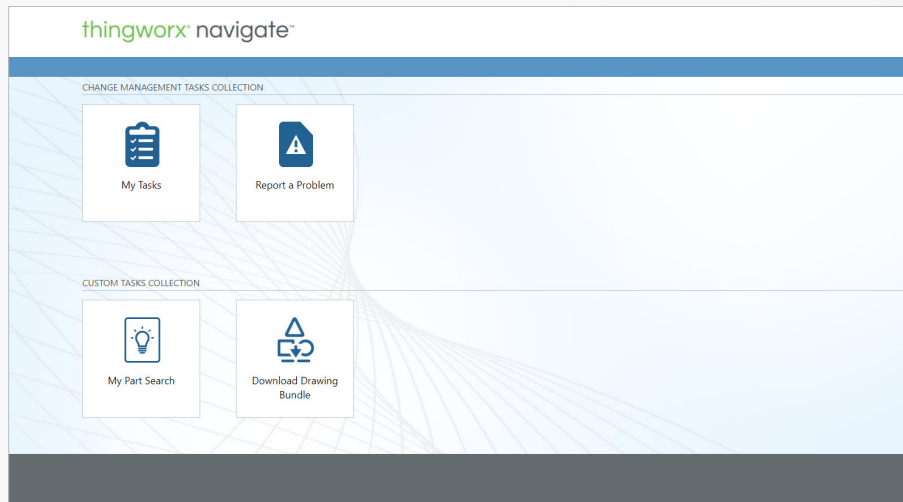 thingworx® navigate™
CHANGE MANAGEMENT TASKS COLLECTION
My Tasks
Report a Problem
CUSTOM TASKS COLLECTION
My Part Search
Download Drawing
Bundle